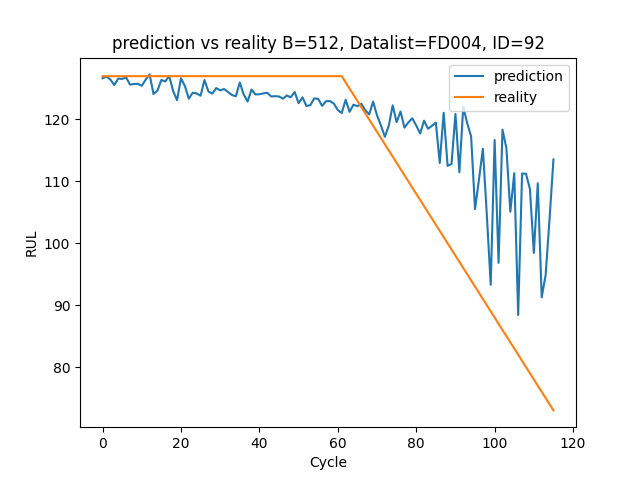 prediction vs reality B=512, Datalist=FD004, ID=92
prediction
reality
120
110
100
90
80
RUL
0 20 40 60 80 100 120
Cycle